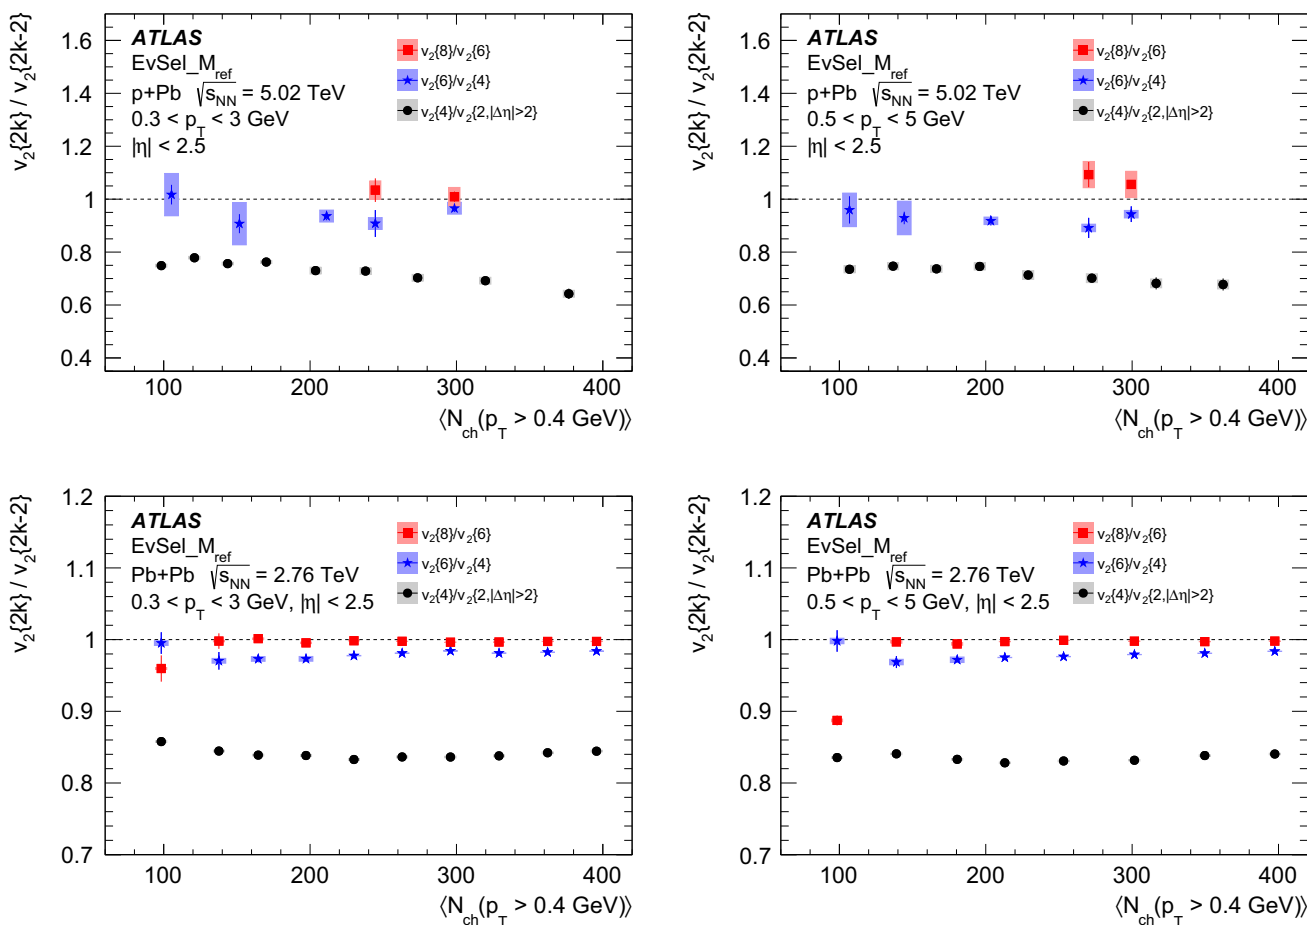 v₂{2k} / v₂{2k-2}
1.6
1.4
1.2
1
0.8
0.6
0.4
ATLAS
EvSel_M_ref
p+Pb √s_NN = 5.02 TeV
0.3 < p_T < 3 GeV
|η| < 2.5
v₂{8}/v₂{6}
v₂{6}/v₂{4}
v₂{4}/v₂{2,|Δη|>2}
100 200 300 400
⟨N_ch(p_T > 0.4 GeV)⟩
v₂{2k} / v₂{2k-2}
1.6
1.4
1.2
1
0.8
0.6
0.4
ATLAS
EvSel_M_ref
p+Pb √s_NN = 5.02 TeV
0.5 < p_T < 5 GeV
|η| < 2.5
v₂{8}/v₂{6}
v₂{6}/v₂{4}
v₂{4}/v₂{2,|Δη|>2}
100 200 300 400
⟨N_ch(p_T > 0.4 GeV)⟩
v₂{2k} / v₂{2k-2}
1.2
1.1
1
0.9
0.8
0.7
ATLAS
EvSel_M_ref
Pb+Pb √s_NN = 2.76 TeV
0.3 < p_T < 3 GeV, |η| < 2.5
v₂{8}/v₂{6}
v₂{6}/v₂{4}
v₂{4}/v₂{2,|Δη|>2}
100 200 300 400
⟨N_ch(p_T > 0.4 GeV)⟩
v₂{2k} / v₂{2k-2}
1.2
1.1
1
0.9
0.8
0.7
ATLAS
EvSel_M_ref
Pb+Pb √s_NN = 2.76 TeV
0.5 < p_T < 5 GeV, |η| < 2.5
v₂{8}/v₂{6}
v₂{6}/v₂{4}
v₂{4}/v₂{2,|Δη|>2}
100 200 300 400
⟨N_ch(p_T > 0.4 GeV)⟩